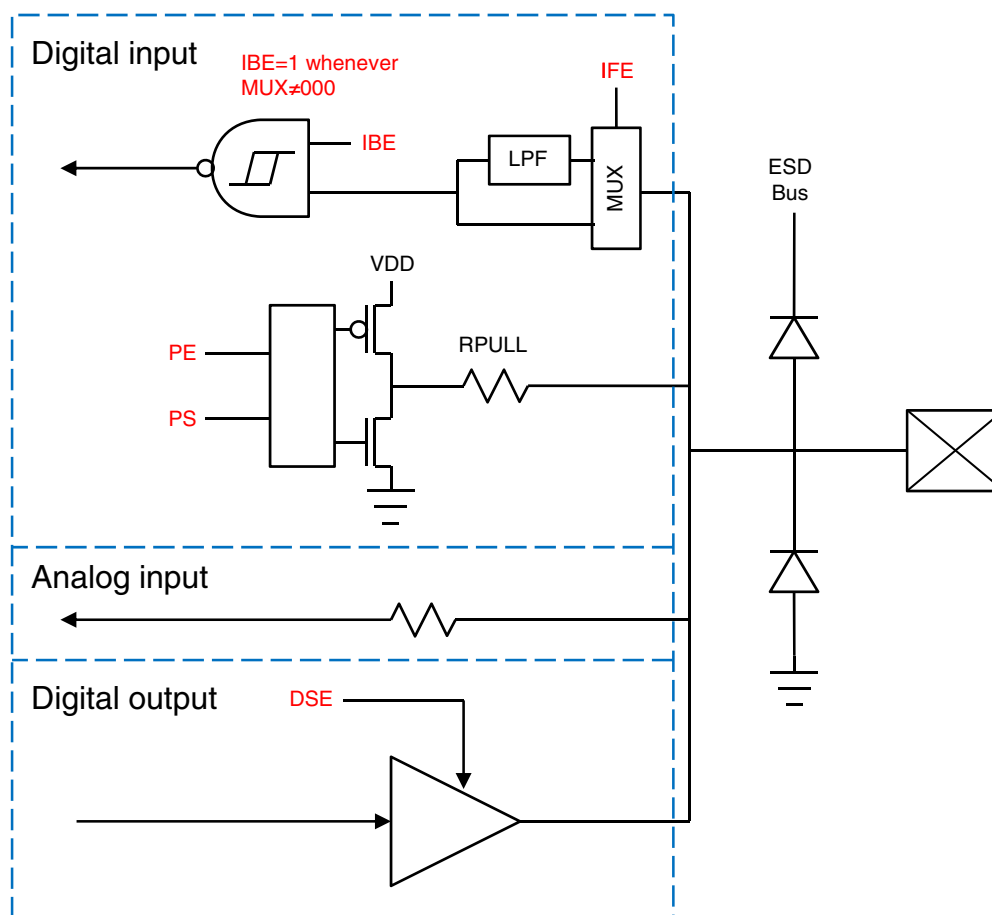 Digital input
IBE=1 whenever
MUX≠000
IFE
IBE
LPF
MUX
ESD
Bus
VDD
RPULL
PE
PS
Analog input
Digital output
DSE